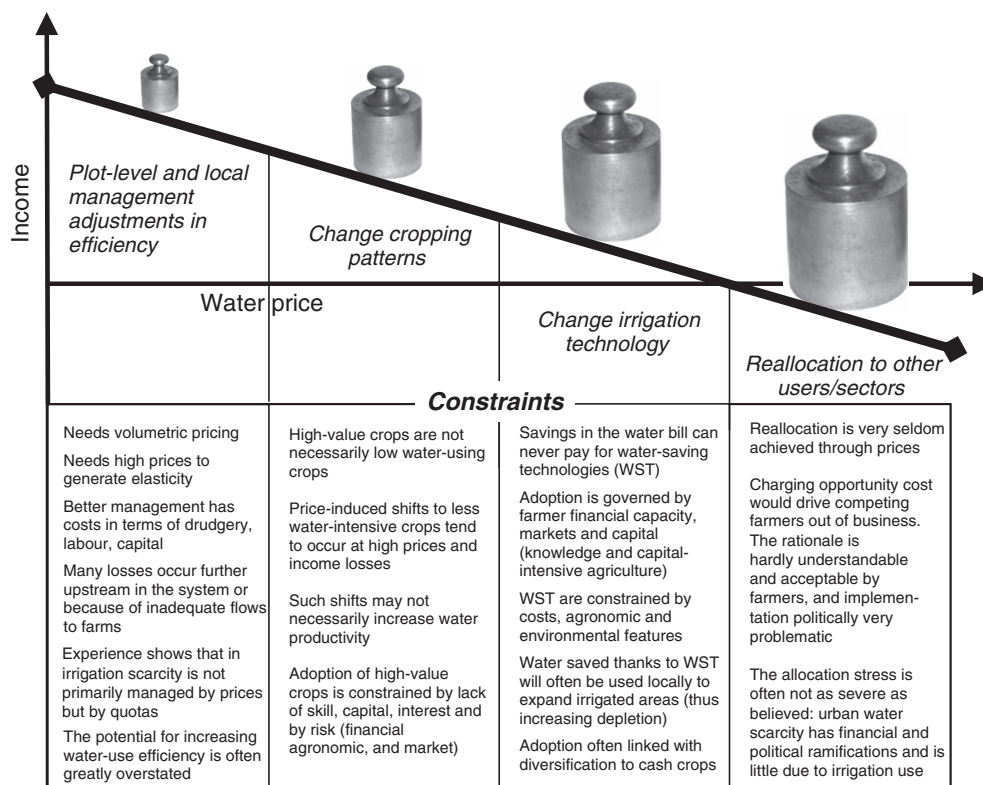 Income
Plot-level and local
management
adjustments in
efficiency
Change cropping
patterns
Water price
Change irrigation
technology
Reallocation to other
users/sectors
Constraints
Needs volumetric pricing
Needs high prices to
generate elasticity
Better management has
costs in terms of drudgery,
labour, capital
Many losses occur further
upstream in the system or
because of inadequate flows
to farms
Experience shows that in
irrigation scarcity is not
primarily managed by prices
but by quotas
The potential for increasing
water-use efficiency is often
greatly overstated
High-value crops are not
necessarily low water-using
crops
Price-induced shifts to less
water-intensive crops tend
to occur at high prices and
income losses
Such shifts may not
necessarily increase water
productivity
Adoption of high-value
crops is constrained by lack
of skill, capital, interest and
by risk (financial
agronomic, and market)
Savings in the water bill can
never pay for water-saving
technologies (WST)
Adoption is governed by
farmer financial capacity,
markets and capital
(knowledge and capital-
intensive agriculture)
WST are constrained by
costs, agronomic and
environmental features
Water saved thanks to WST
will often be used locally to
expand irrigated areas (thus
increasing depletion)
Adoption often linked with
diversification to cash crops
Reallocation is very seldom
achieved through prices
Charging opportunity cost
would drive competing
farmers out of business.
The rationale is
hardly understandable
and acceptable by
farmers, and implemen-
tation politically very
problematic
The allocation stress is
often not as severe as
believed: urban water
scarcity has financial and
political ramifications and is
little due to irrigation use